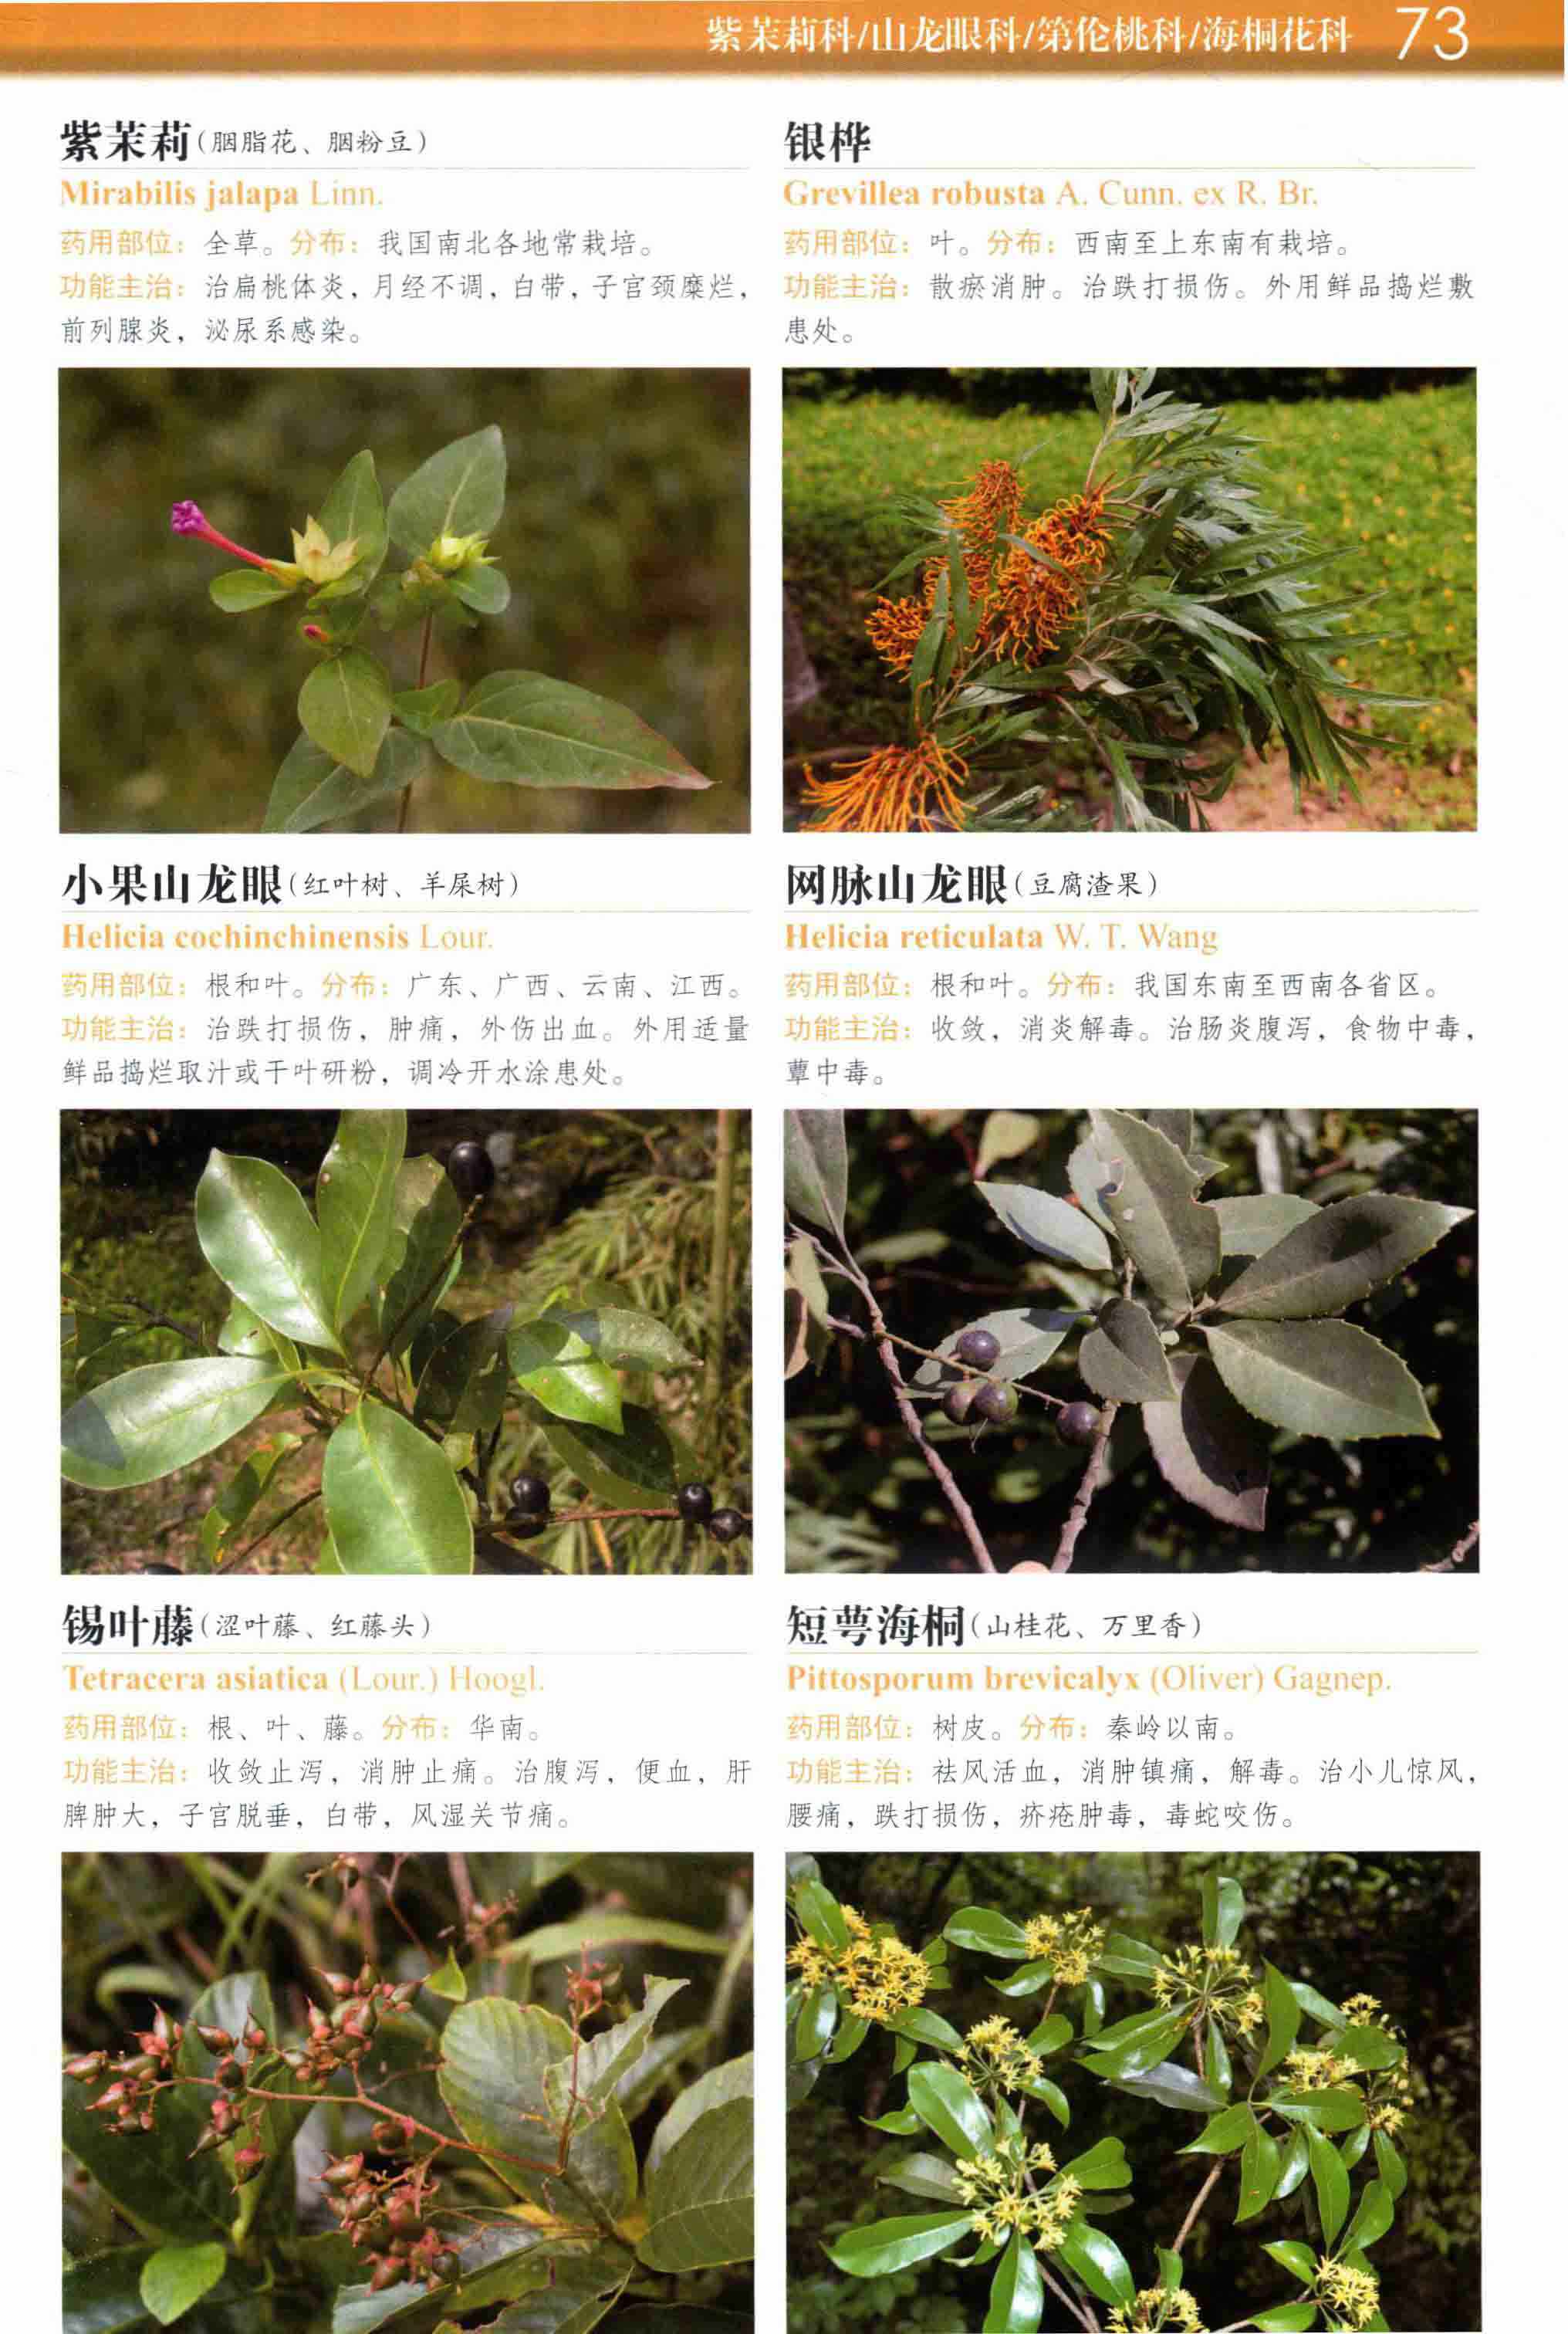 紫茉莉科/山龙眼科/第伦桃科/海桐花科 73
紫茉莉(胭脂花、胭粉豆)
Mirabilis jalapa Linn.
药用部位：全草。分布：我国南北各地常栽培。
功能主治：治扁桃体炎，月经不调，白带，子宫颈糜烂，
前列腺炎，泌尿系感染。
银桦
Grevillea robusta A. Cunn. ex R. Br.
药用部位：叶。分布：西南至上东南有栽培。
功能主治：散瘀消肿。治跌打损伤。外用鲜品捣烂敷
患处。
小果山龙眼(红叶树、羊屎树)
Helicia cochinchinensis Lour.
药用部位：根和叶。分布：广东、广西、云南、江西。
功能主治：治跌打损伤，肿痛，外伤出血。外用适量
鲜品捣烂取汁或干叶研粉，调冷开水涂患处。
网脉山龙眼(豆腐渣果)
Helicia reticulata W. T. Wang
药用部位：根和叶。分布：我国东南至西南各省区。
功能主治：收敛，消炎解毒。治肠炎腹泻，食物中毒，
蕈中毒。
锡叶藤(涩叶藤、红藤头)
Tetracera asiatica (Lour.) Hoogl.
药用部位：根、叶、藤。分布：华南。
功能主治：收敛止泻，消肿止痛。治腹泻，便血，肝
脾肿大，子宫脱垂，白带，风湿关节痛。
短萼海桐(山桂花、万里香)
Pittosporum brevicalyx (Oliver) Gagnep.
药用部位：树皮。分布：秦岭以南。
功能主治：祛风活血，消肿镇痛，解毒。治小儿惊风，
腰痛，跌打损伤，疥疮肿毒，毒蛇咬伤。